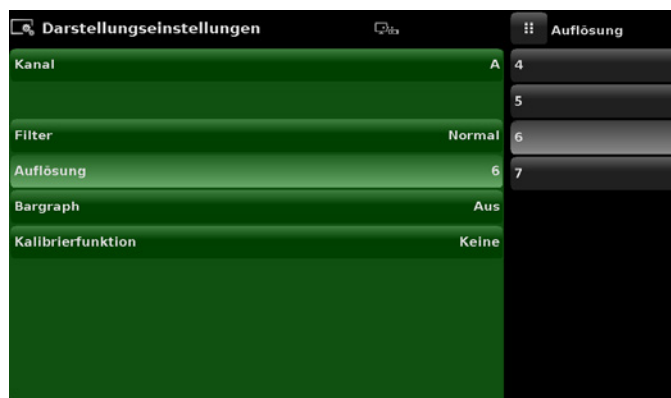 Darstellungseinstellungen
Kanal A
Filter Normal
Auflösung 6
Bargraph Aus
Kalibrierfunktion Keine
Auflösung
4
5
6
7